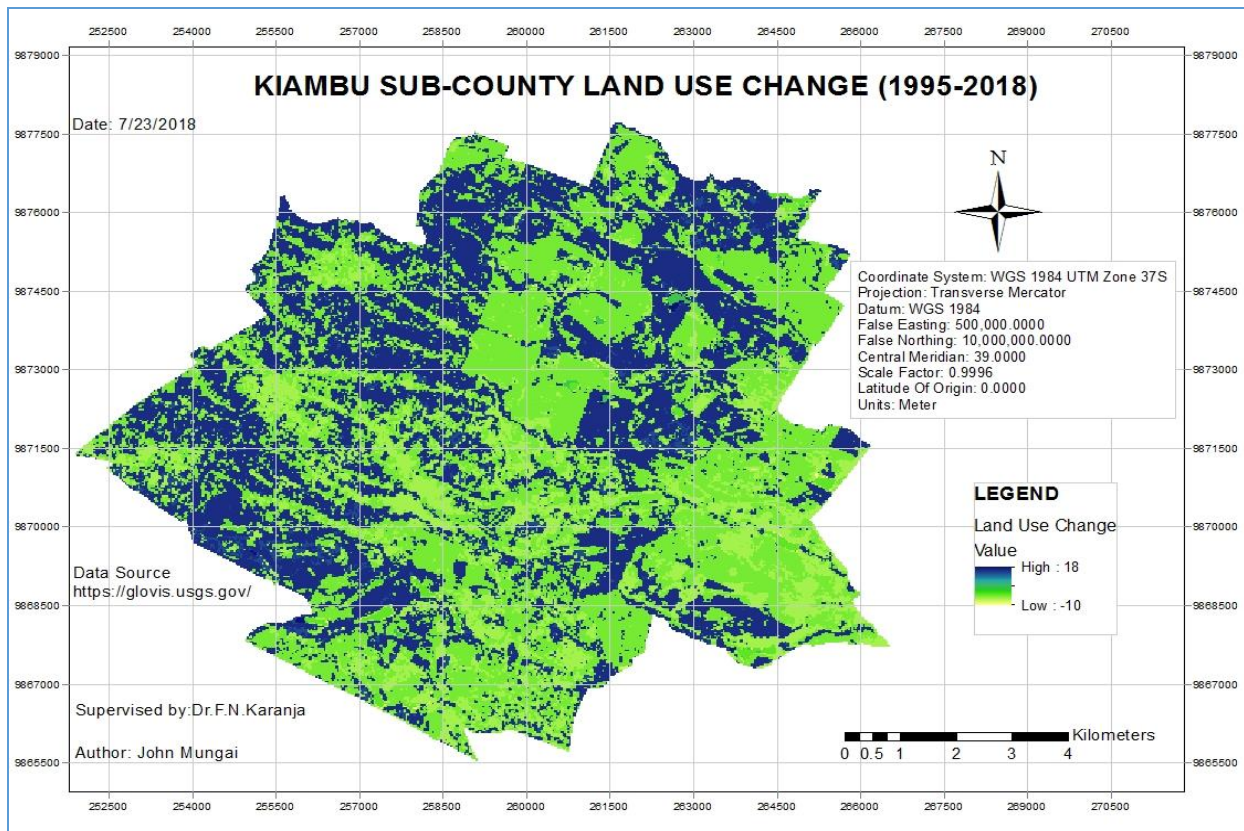 252500 254000 255500 257000 258500 260000 261500 263000 264500 266000 267500 269000 270500
9879000 9879000
KIAMBU SUB-COUNTY LAND USE CHANGE (1995-2018)
Date: 7/23/2018
9877500 9877500
N
9876000 9876000
Coordinate System: WGS 1984 UTM Zone 37S
Projection: Transverse Mercator
Datum: WGS 1984
False Easting: 500,000.0000
False Northing: 10,000,000.0000
Central Meridian: 39.0000
Scale Factor: 0.9996
Latitude Of Origin: 0.0000
Units: Meter
9874500 9874500
9873000 9873000
9871500 9871500
LEGEND
Land Use Change
Value
High : 18
Low : -10
9870000 9870000
Data Source
https://glovis.usgs.gov/
9868500 9868500
9867000 9867000
Supervised by:Dr.F.N.Karanja
Author: John Mungai
Kilometers
0 0.5 1 2 3 4
9865500 9865500
252500 254000 255500 257000 258500 260000 261500 263000 264500 266000 267500 269000 270500